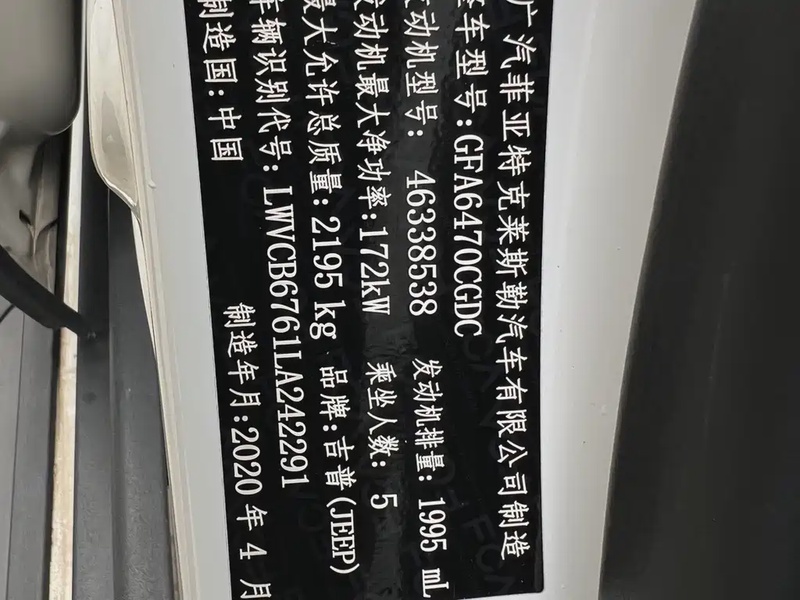 广汽菲亚特克莱斯勒汽车有限公司制造
整车型号:GFA6470CGDC
发动机型号: 46338538 发动机排量: 1995 mL
发动机最大净功率:172kW 乘坐人数: 5
最大允许总质量:2195 kg 品牌:吉普(JEEP)
车辆识别代号:LWVCB6761LA242291
制造国:中国 制造年月:2020 年 4 月